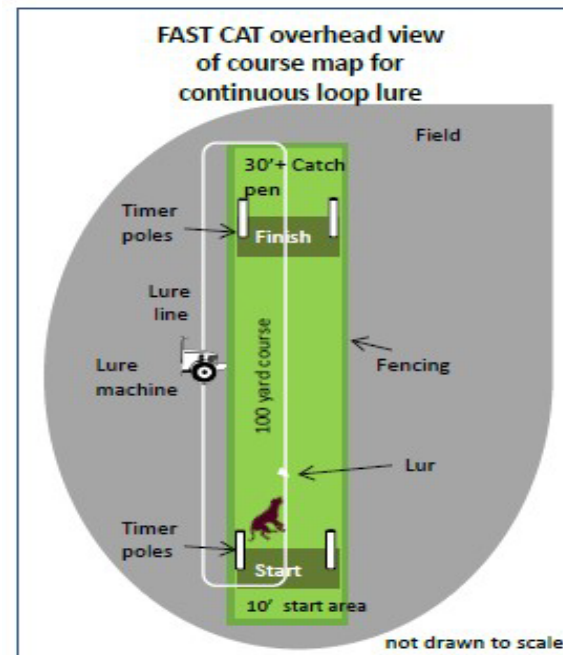 FAST CAT overhead view
of course map for
continuous loop lure
Field
30'+ Catch
pen
Timer
poles
Finish
Lure
line
Lure
machine
100 yard course
Fencing
Lur
Timer
poles
Start
10' start area
not drawn to scale